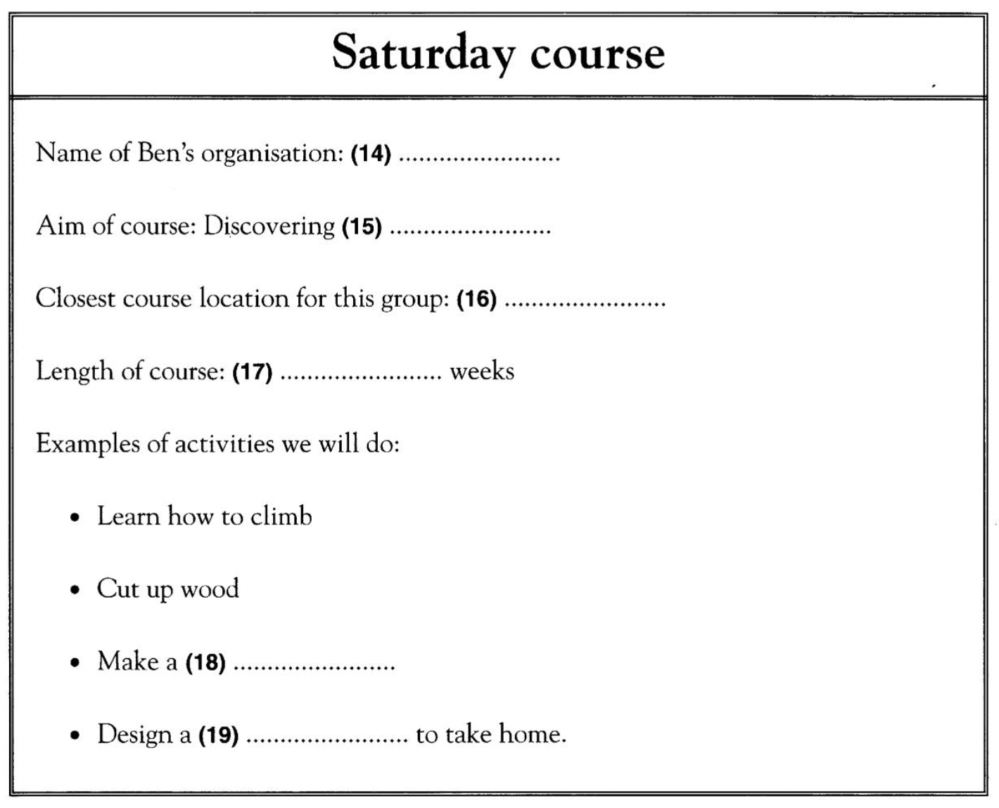 Saturday course
Name of Ben's organisation: (14) ........................
Aim of course: Discovering (15) ........................
Closest course location for this group: (16) ........................
Length of course: (17) ........................ weeks
Examples of activities we will do:
• Learn how to climb
• Cut up wood
• Make a (18) ........................
• Design a (19) ........................ to take home.